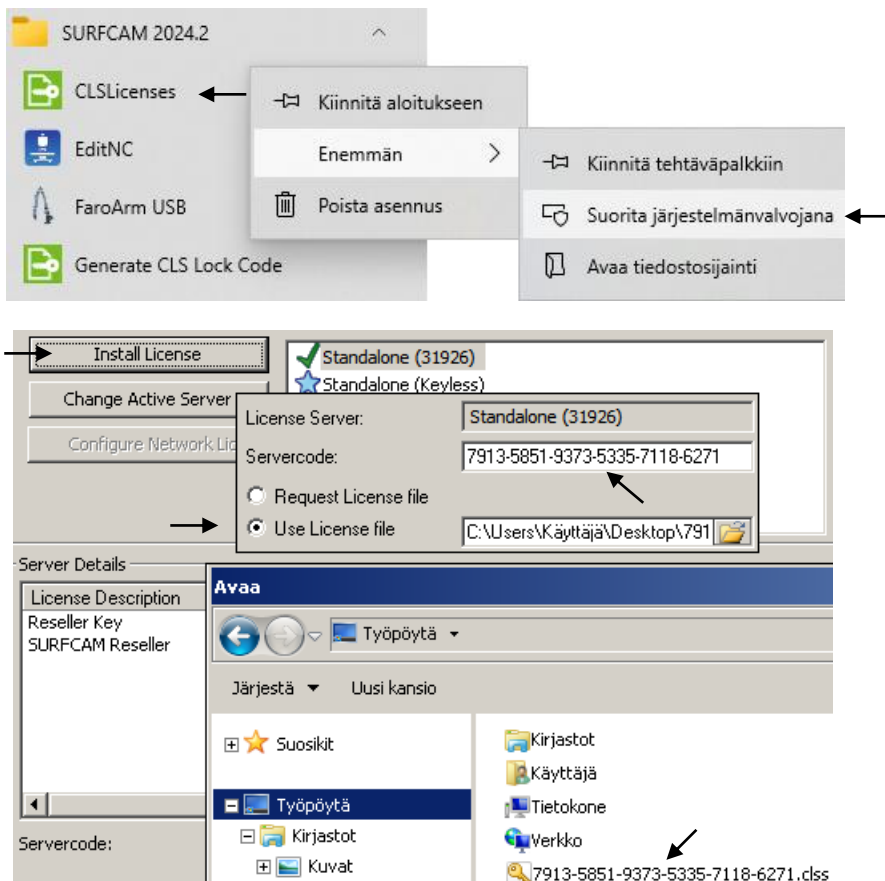 SURFCAM 2024.2
CLSLicenses
EditNC
FaroArm USB
Generate CLS Lock Code
Kiinnitä aloitukseen
Enemmän
Poista asennus
Kiinnitä tehtäväpalkkiin
Suorita järjestelmänvalvojana
Avaa tiedostosijainti
Install License
Change Active Server
Configure Network Lic
Standalone (31926)
Standalone (Keyless)
License Server:
Standalone (31926)
Servercode:
7913-5851-9373-5335-7118-6271
Request License file
Use License file
C:\Users\Käyttäjä\Desktop\791
Server Details
License Description
Reseller Key
SURFCAM Reseller
Servercode:
Avaa
Työpöytä
Järjestä
Uusi kansio
Suosikit
Työpöytä
Kirjastot
Kuvat
Kirjastot
Käyttäjä
Tietokone
Verkko
7913-5851-9373-5335-7118-6271.clss